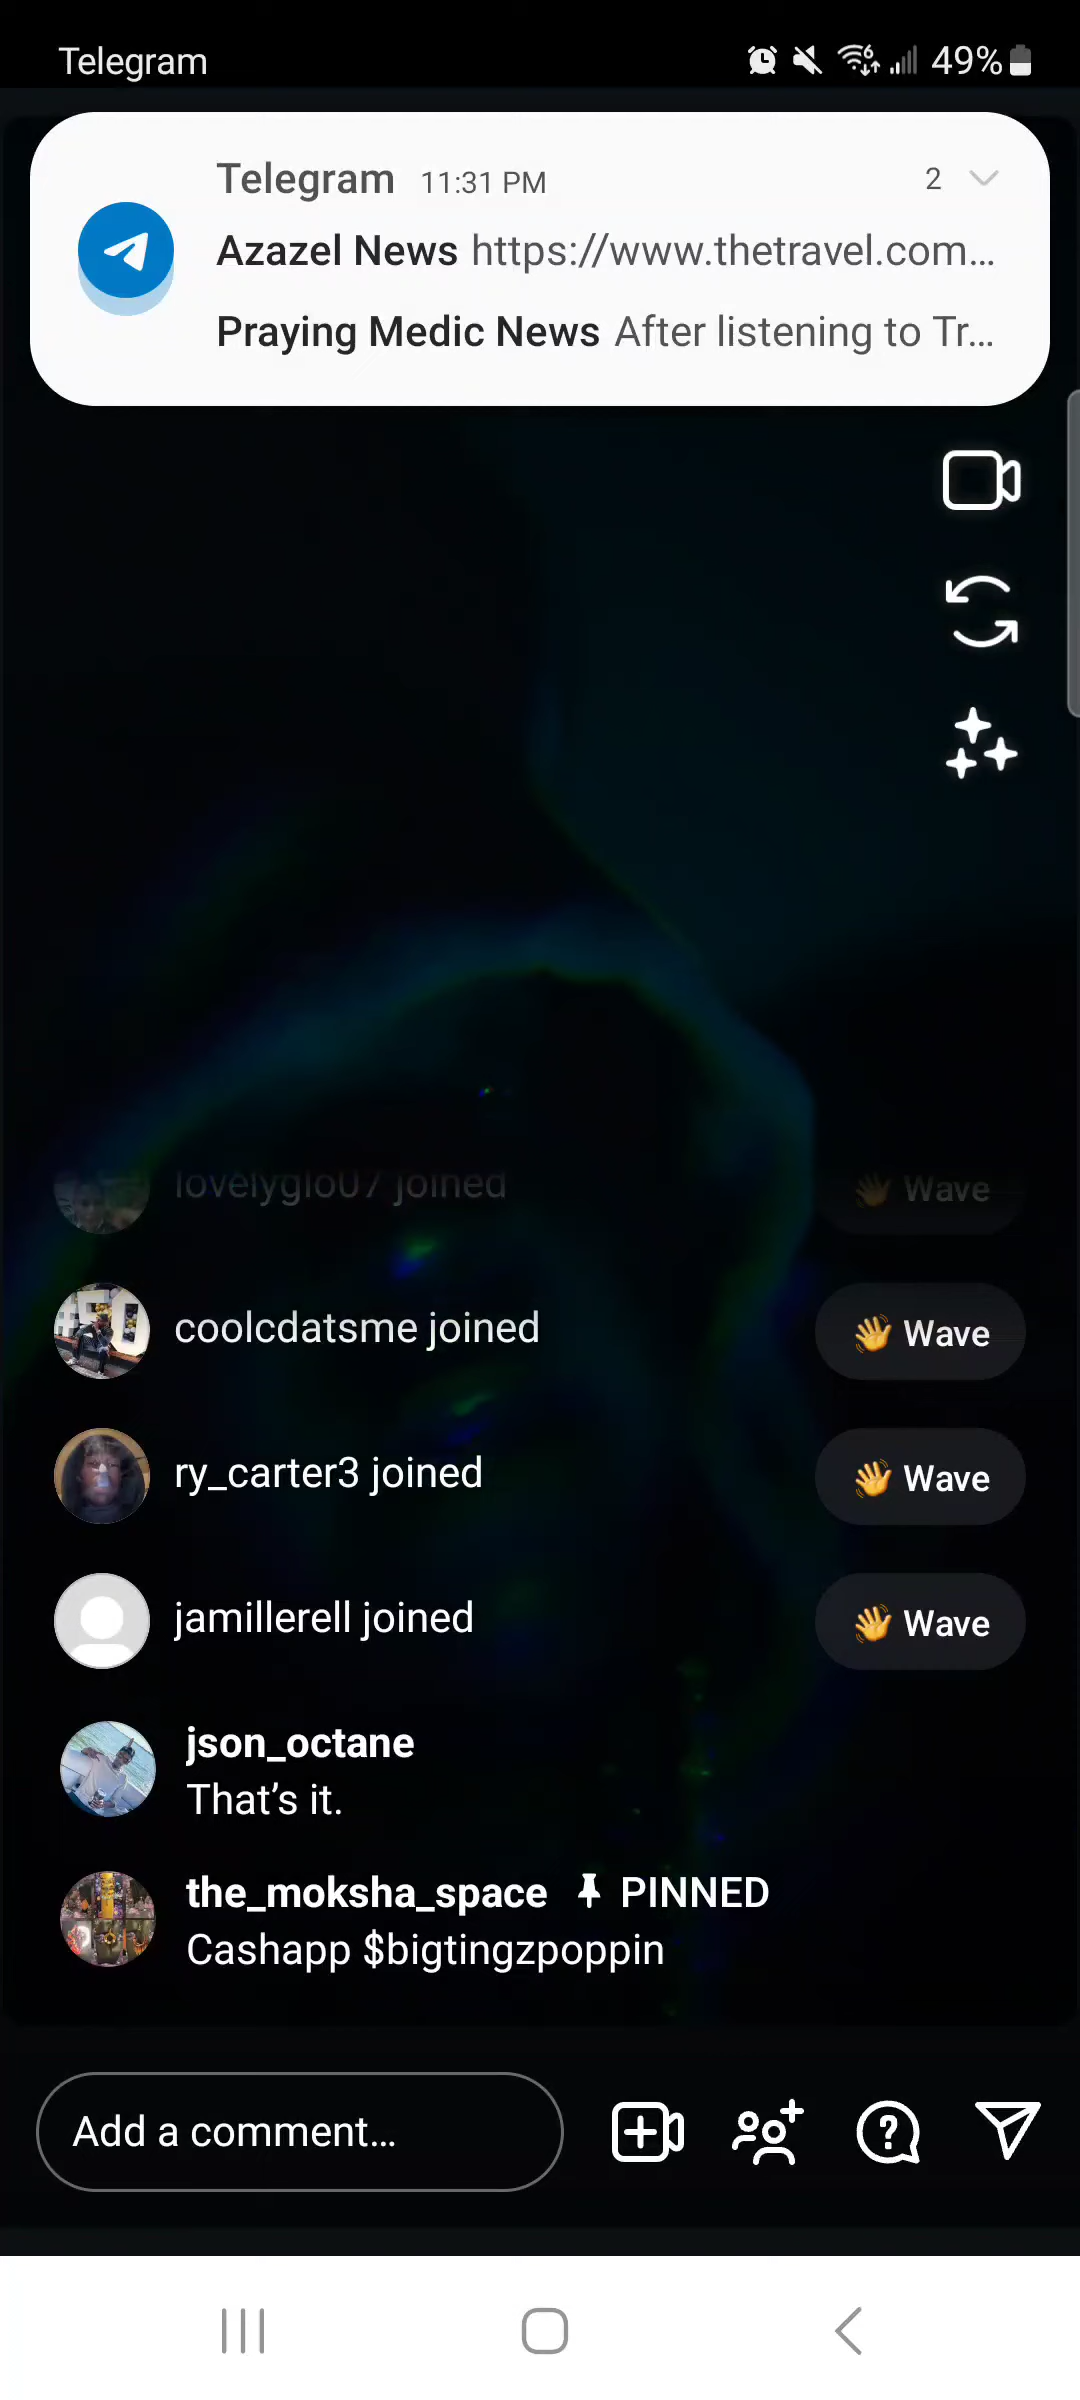 Telegram
49%
Telegram 11:31 PM 2
Azazel News https://www.thetravel.com...
Praying Medic News After listening to Tr...
lovelyglo07 joined
👋 Wave
coolcdatsme joined
👋 Wave
ry_carter3 joined
👋 Wave
jamillerell joined
👋 Wave
json_octane
That's it.
the_moksha_space PINNED
Cashapp $bigtingzpoppin
Add a comment...